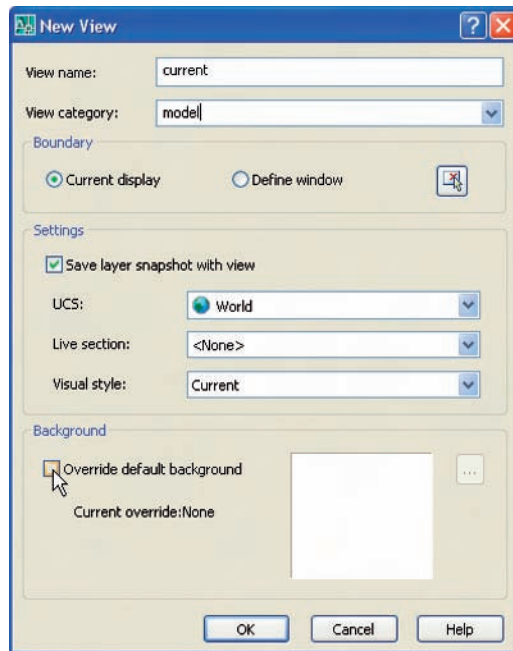 New View
View name: current
View category: model
Boundary
Current display Define window
Settings
Save layer snapshot with view
UCS: World
Live section: <None>
Visual style: Current
Background
Override default background
...
Current override:None
OK Cancel Help